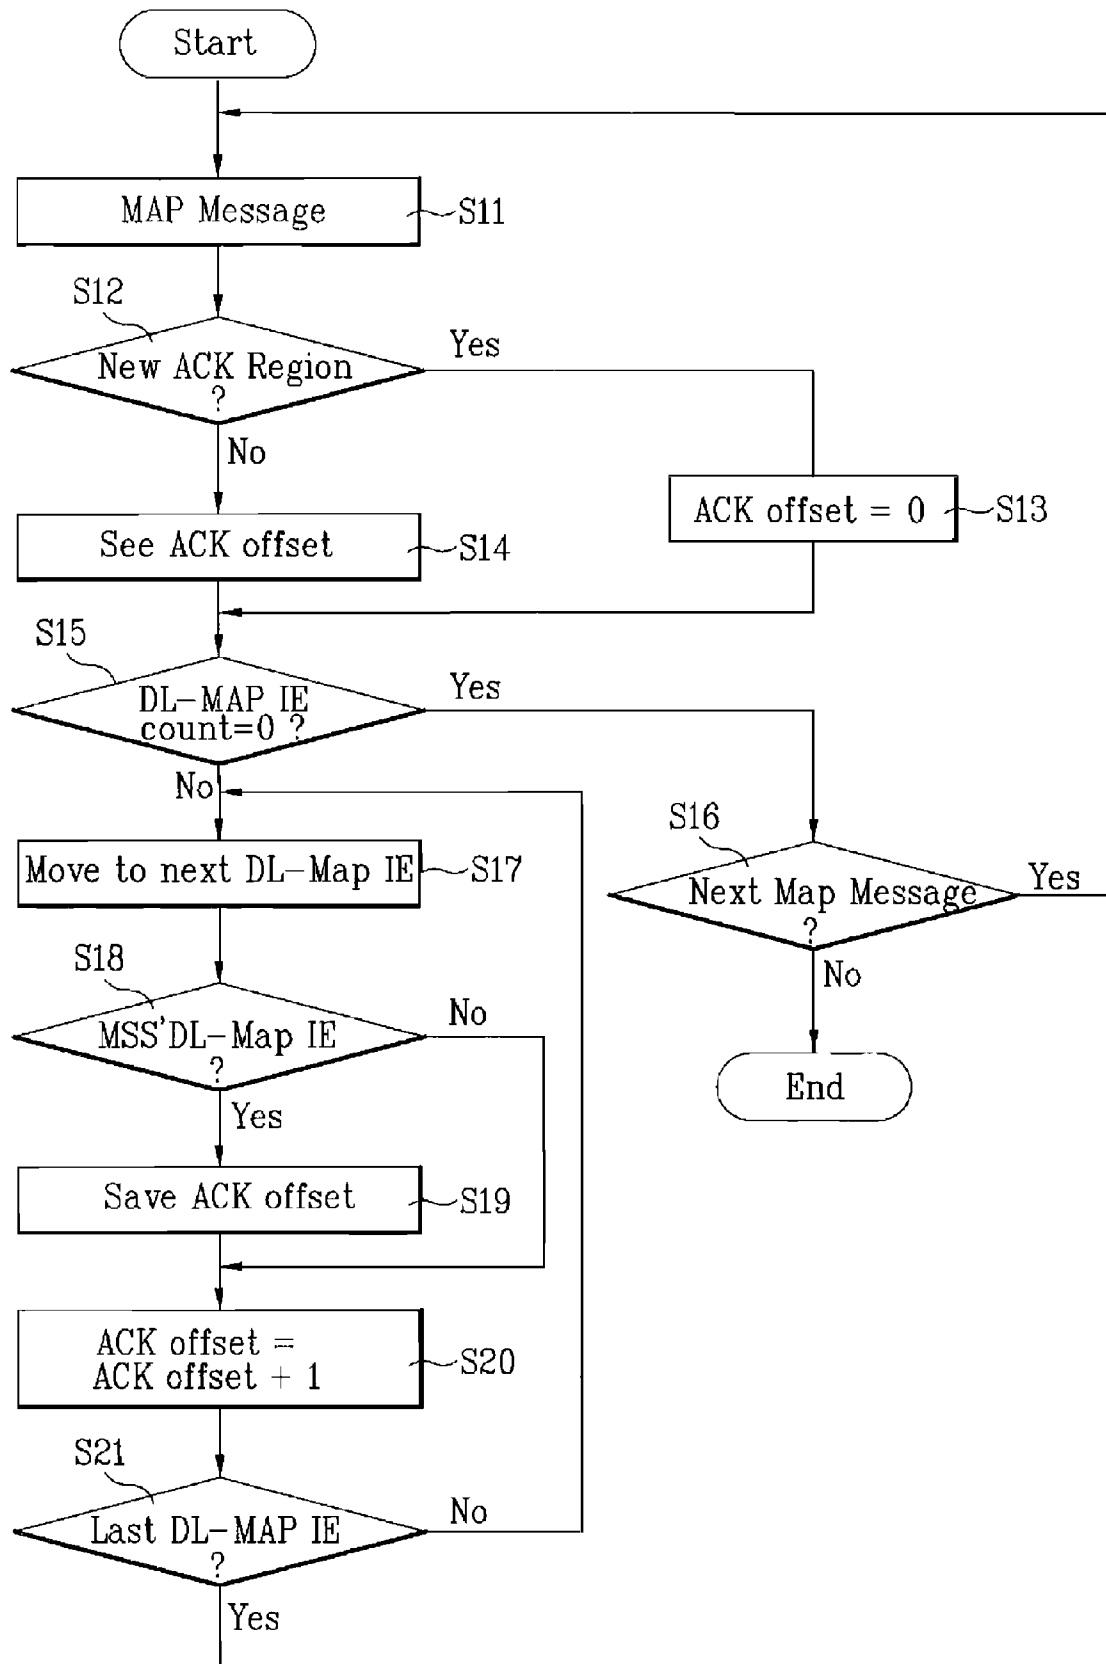 Start
MAP Message
S11
S12
New ACK Region
?
Yes
No
ACK offset = 0
S13
See ACK offset
S14
S15
DL-MAP IE
count=0 ?
Yes
No
S16
Next Map Message
?
Yes
No
End
Move to next DL-Map IE
S17
S18
MSS'DL-Map IE
?
No
Yes
Save ACK offset
S19
ACK offset =
ACK offset + 1
S20
S21
Last DL-MAP IE
?
No
Yes